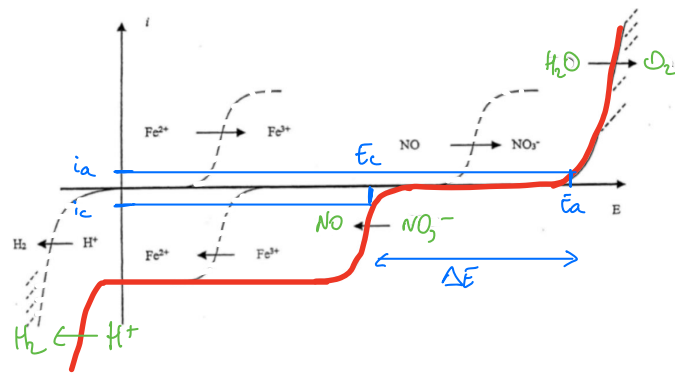 i
H₂O → O₂
Fe²⁺ → Fe³⁺
NO → NO₃⁻
ia
Ec
ic
Ea
E
NO ← NO₃⁻
H₂ ← H⁺
Fe²⁺ ← Fe³⁺
ΔE
H₂ ← H⁺